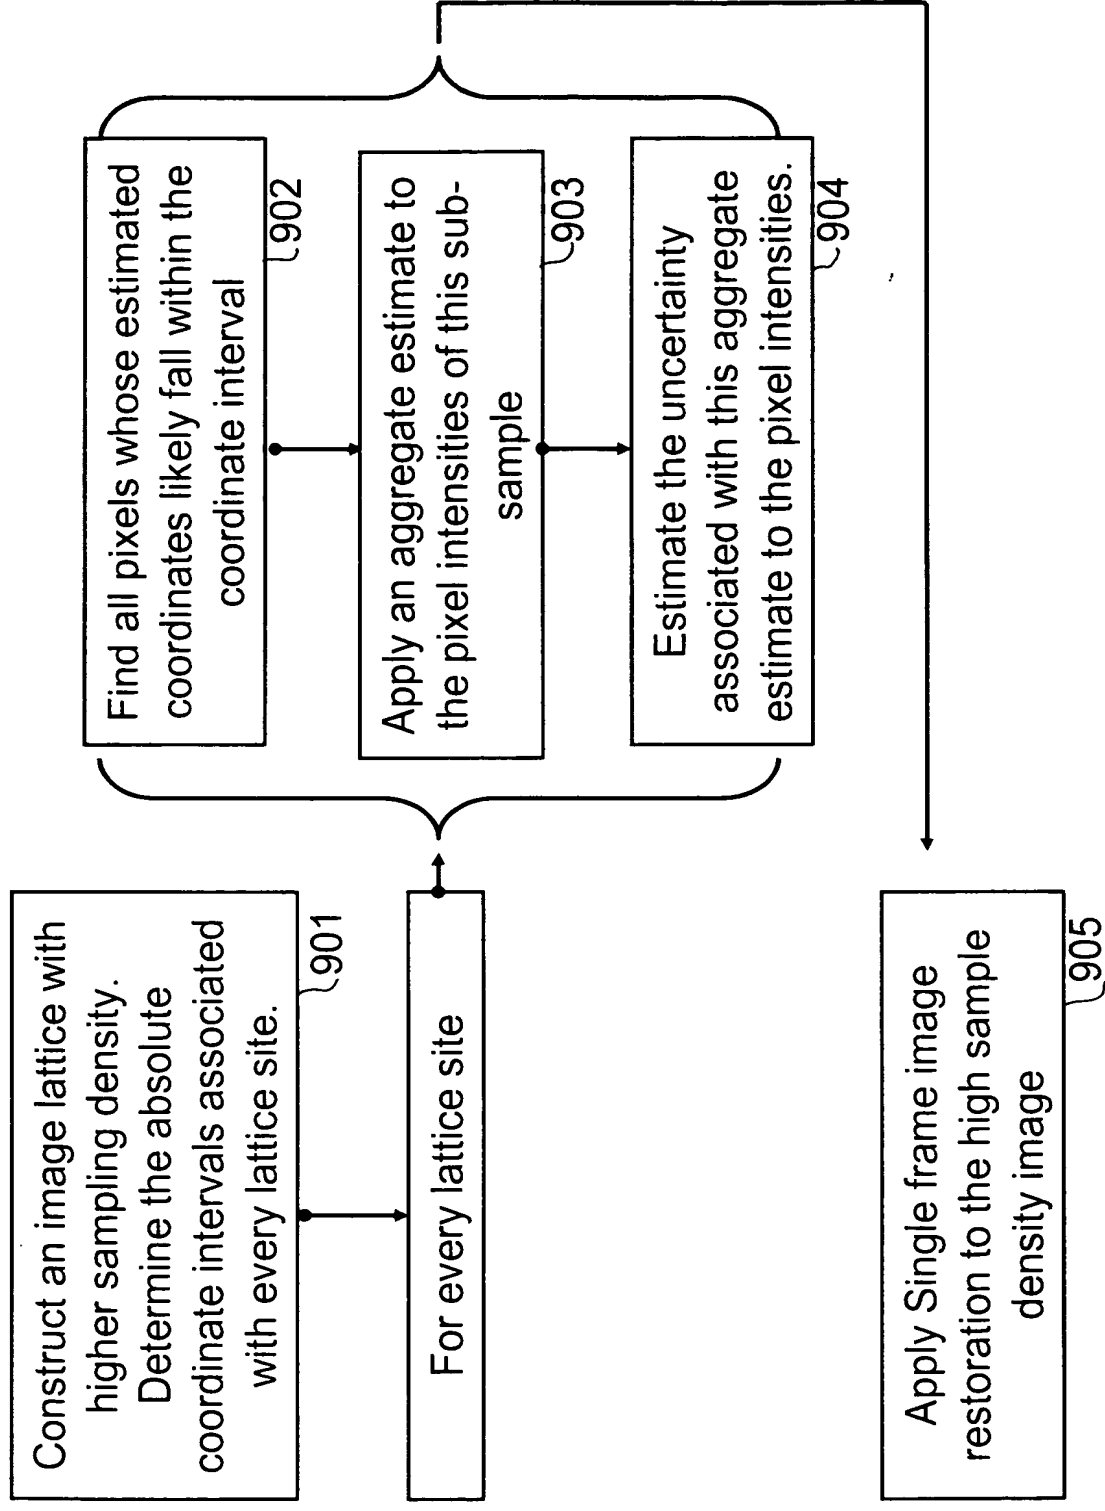 Construct an image lattice with
higher sampling density.
Determine the absolute
coordinate intervals associated
with every lattice site.
901
For every lattice site
Find all pixels whose estimated
coordinates likely fall within the
coordinate interval
902
Apply an aggregate estimate to
the pixel intensities of this sub-
sample
903
Estimate the uncertainty
associated with this aggregate
estimate to the pixel intensities.
904
Apply Single frame image
restoration to the high sample
density image
905